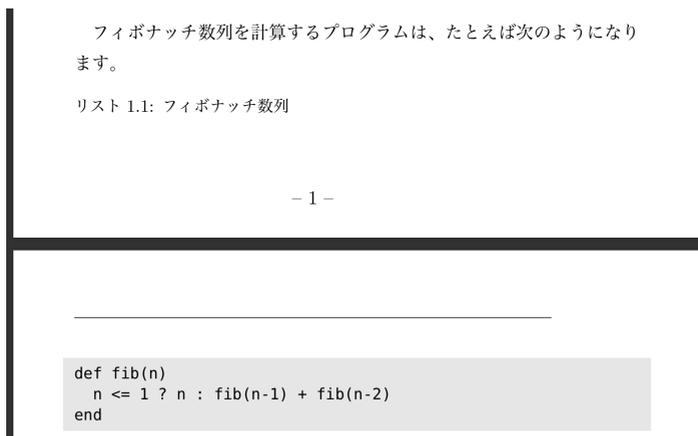 フィボナッチ数列を計算するプログラムは、たとえば次のようになり
ます。
リスト 1.1: フィボナッチ数列
– 1 –
def fib(n)
  n <= 1 ? n : fib(n-1) + fib(n-2)
end